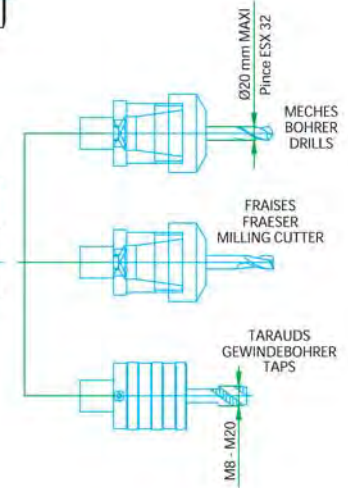 Ø20 mm MAXI
Pince ESX 32
MECHES
BOHRER
DRILLS
FRAISES
FRAESER
MILLING CUTTER
TARAUDS
GEWINDEBOHRER
TAPS
M8 - M20